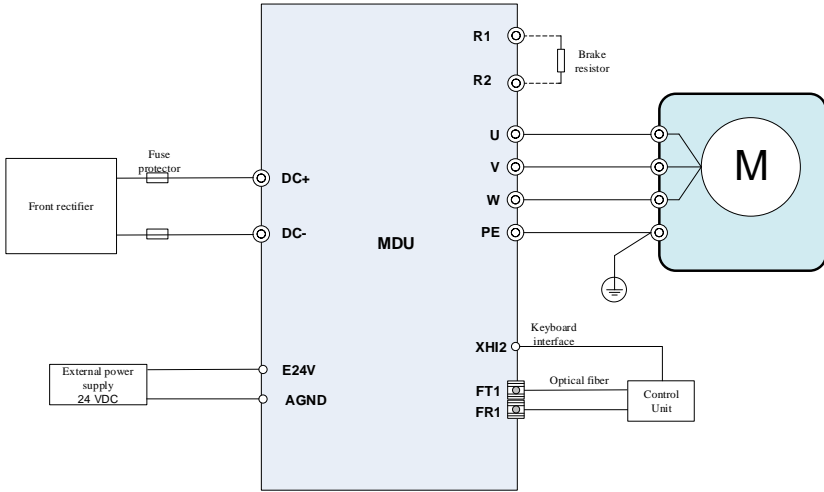 R1
Brake
resistor
R2
U
V
W
PE
M
Fuse
protector
DC+
DC-
Front rectifier
MDU
XHI2
Keyboard
interface
E24V
AGND
External power
supply
24 VDC
FT1
FR1
Optical fiber
Control
Unit